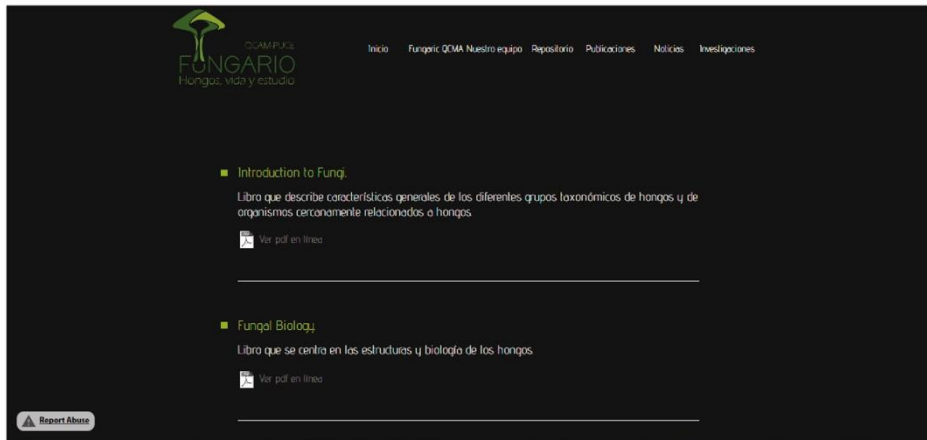 QCAM PUCE
FUNGARIO
Hongos, vida y estudio
Inicio Fungario QCMA Nuestro equipo Repositorio Publicaciones Noticias Investigaciones
Introduction to Fungi.
Libro que describe características generales de los diferentes grupos taxonómicos de hongos y de
organismos cercanamente relacionados a hongos.
Ver pdf en línea
Fungal Biology.
Libro que se centra en las estructuras y biología de los hongos.
Ver pdf en línea
Report Abuse